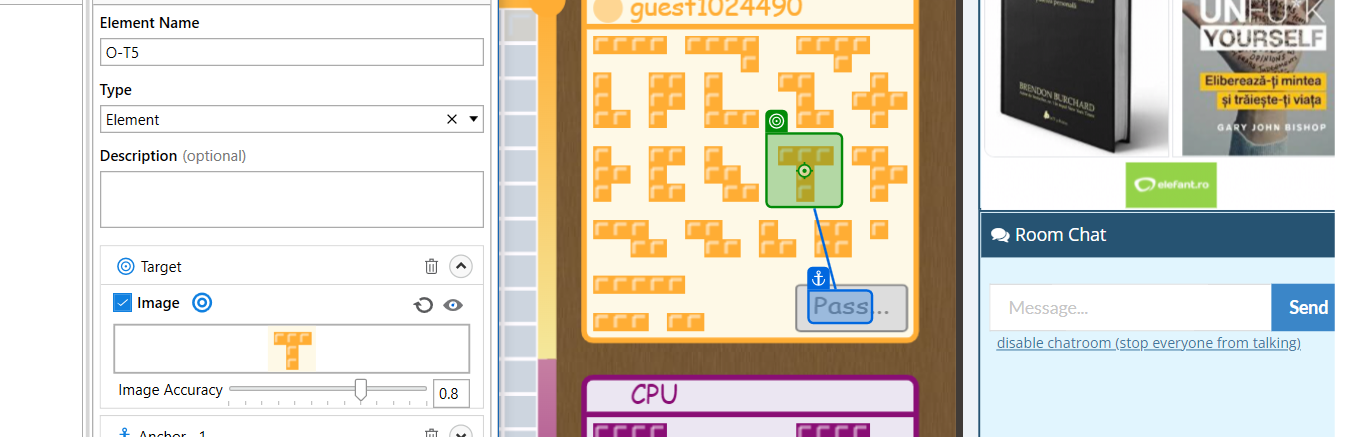 Element Name
O-T5
Type
Element
Description (optional)
Target
Image
Image Accuracy
0.8
Anchor - 1
guest1024490
Pass...
CPU
BRENDON BURCHARD
UNFU*K
YOURSELF
Eliberează-ți mintea
și trăiește-ți viața
GARY JOHN BISHOP
elefant.ro
Room Chat
Message...
Send
disable chatroom (stop everyone from talking)